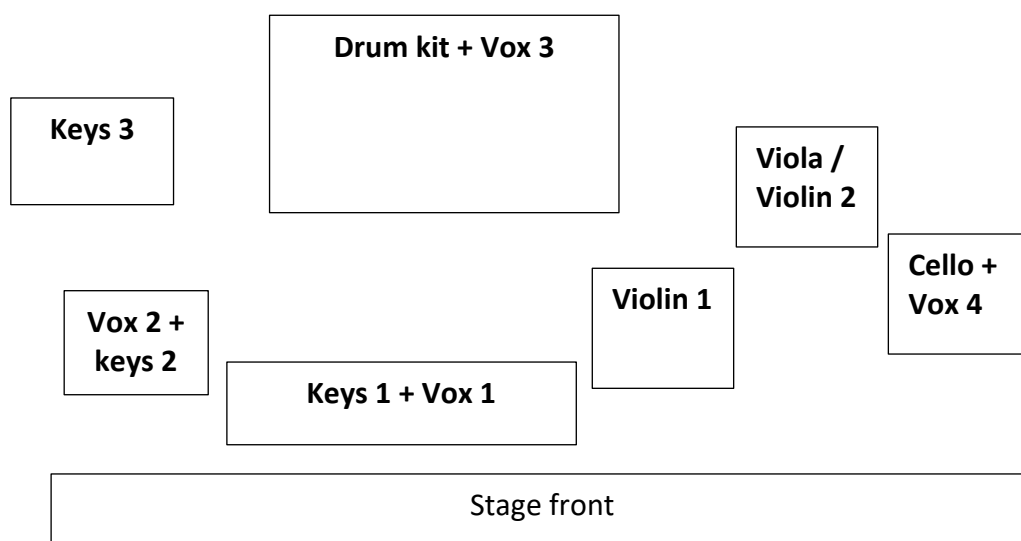 Drum kit + Vox 3
Keys 3
Viola /
Violin 2
Cello +
Vox 4
Violin 1
Vox 2 +
keys 2
Keys 1 + Vox 1
Stage front